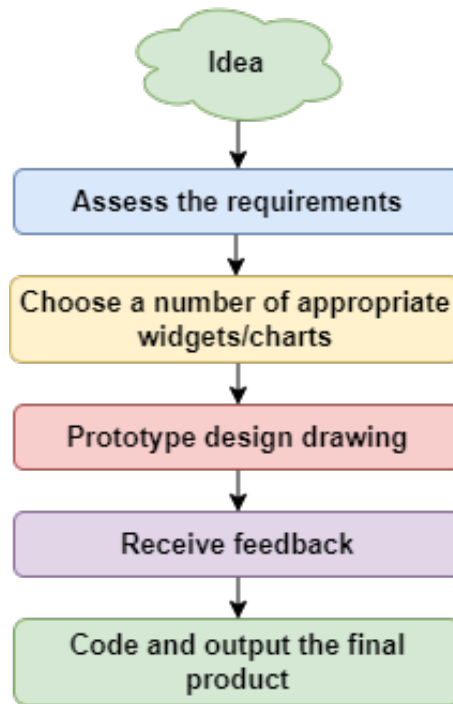 Idea
Assess the requirements
Choose a number of appropriate
widgets/charts
Prototype design drawing
Receive feedback
Code and output the final
product